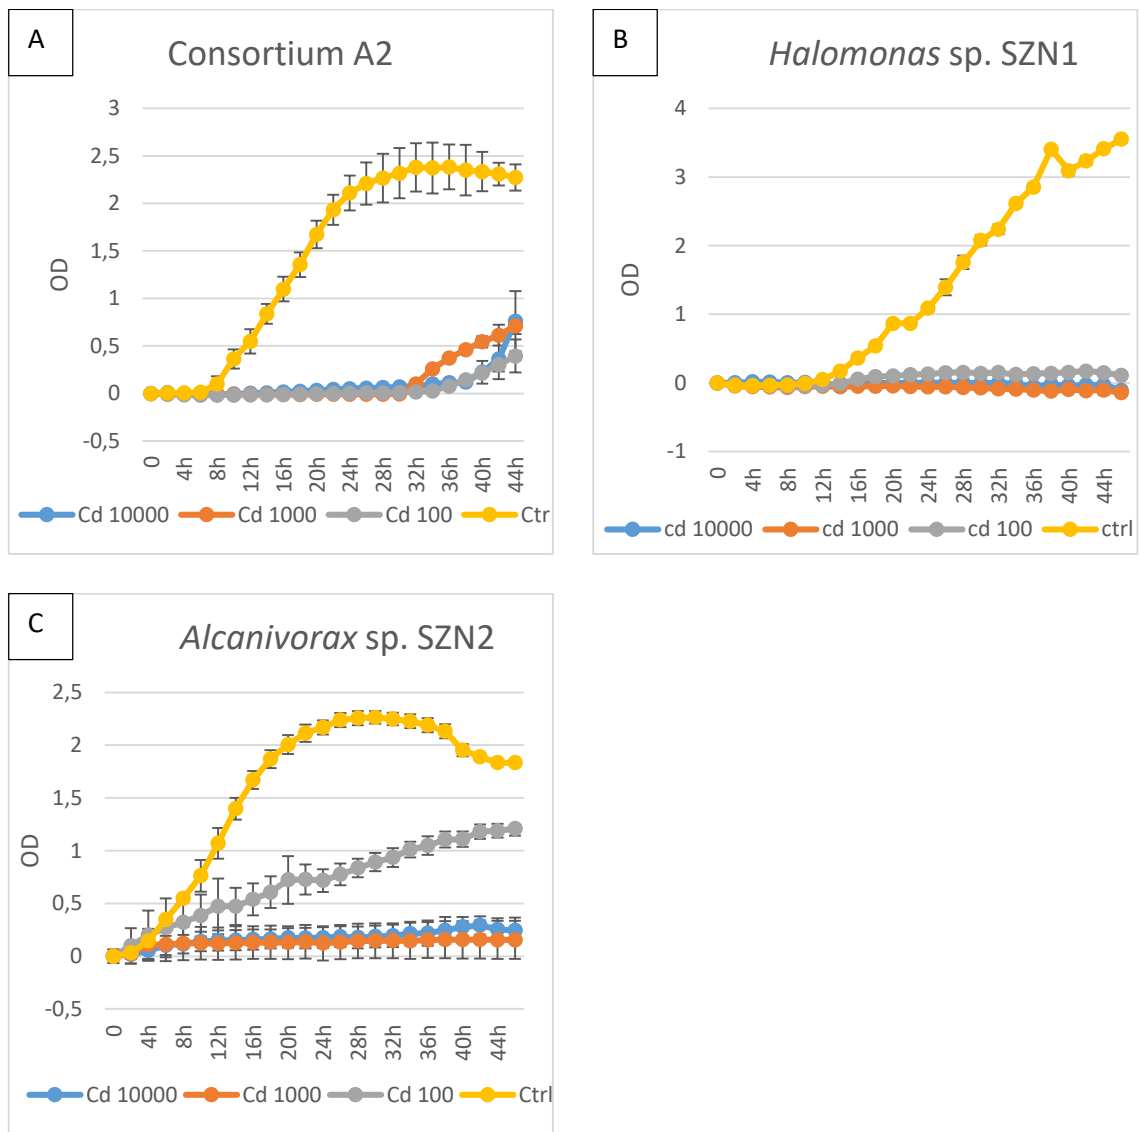 A
Consortium A2
3
2,5
2
1,5
1
0,5
0
-0,5
OD
0 4h 8h 12h 16h 20h 24h 28h 32h 36h 40h 44h
Cd 10000 Cd 1000 Cd 100 Ctrl
B
Halomonas sp. SZN1
4
3
2
1
0
-1
OD
0 4h 8h 12h 16h 20h 24h 28h 32h 36h 40h 44h
cd 10000 cd 1000 cd 100 ctrl
C
Alcanivorax sp. SZN2
2,5
2
1,5
1
0,5
0
-0,5
OD
0 4h 8h 12h 16h 20h 24h 28h 32h 36h 40h 44h
Cd 10000 Cd 1000 Cd 100 Ctrl